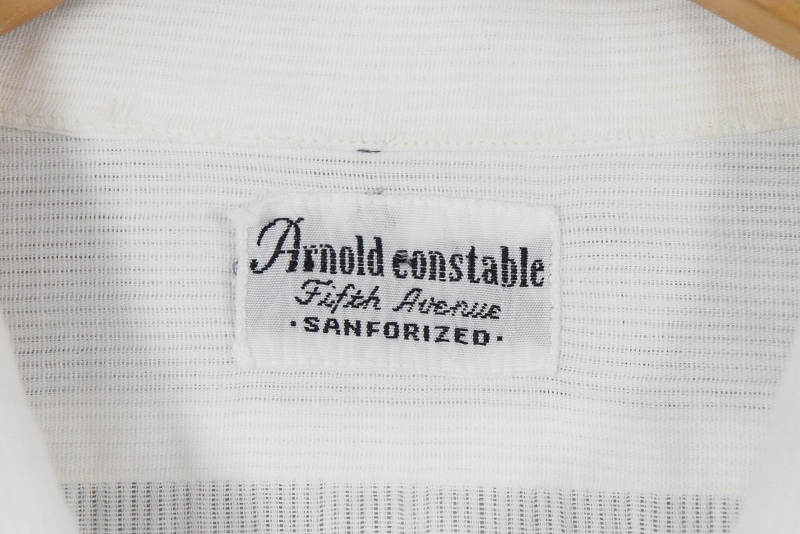 Arnold constable
Fifth Avenue
·SANFORIZED·